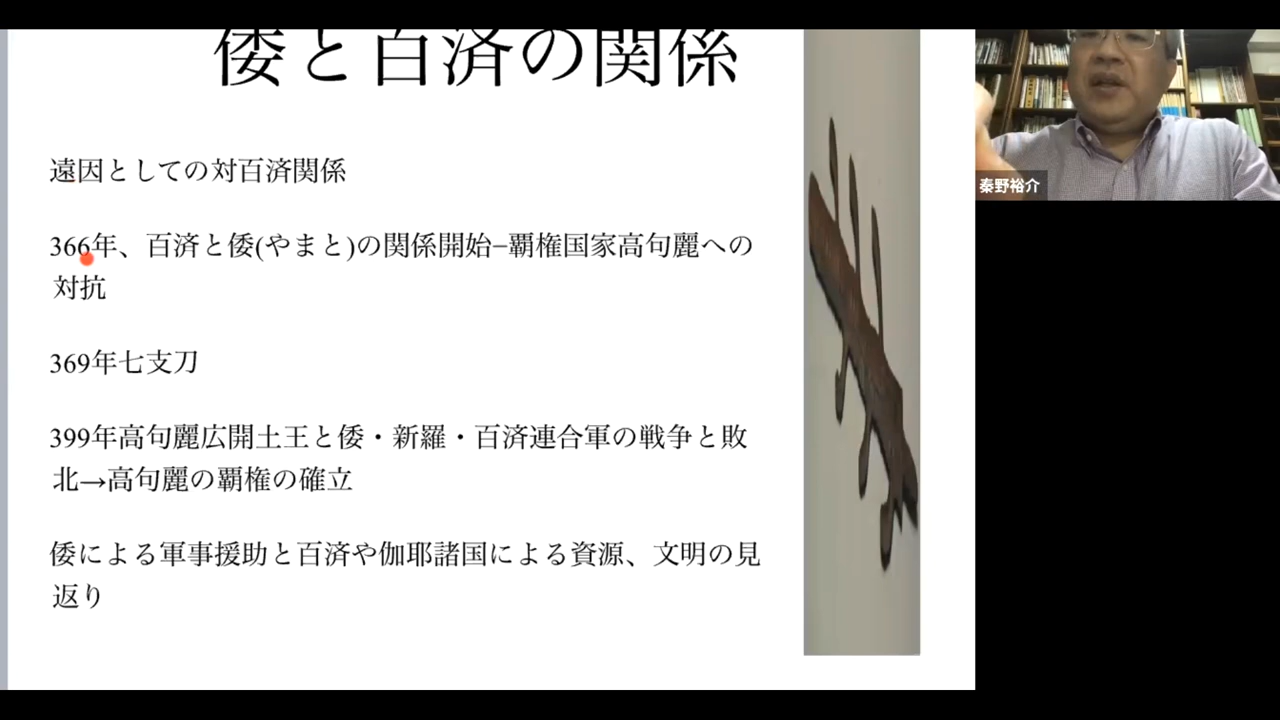 倭と百済の関係
遠因としての対百済関係
366年、百済と倭(やまと)の関係開始–覇権国家高句麗への
対抗
369年七支刀
399年高句麗広開土王と倭・新羅・百済連合軍の戦争と敗
北→高句麗の覇権の確立
倭による軍事援助と百済や伽耶諸国による資源、文明の見
返り
秦野裕介